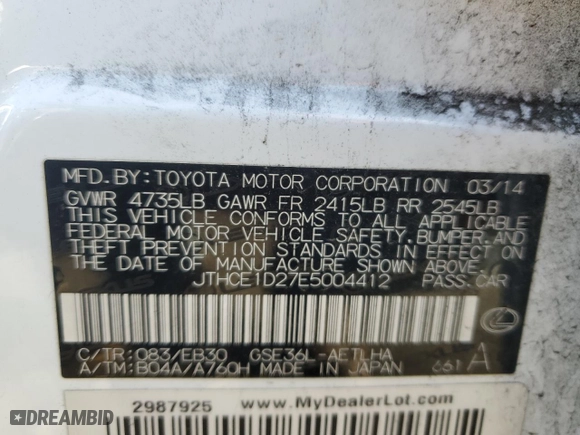 MFD. BY: TOYOTA MOTOR CORPORATION 03/14
GVWR 4735LB GAWR FR 2415LB RR 2545LB
THIS VEHICLE CONFORMS TO ALL APPLICABLE
FEDERAL MOTOR VEHICLE SAFETY, BUMPER, AND
THEFT PREVENTION STANDARDS IN EFFECT ON
THE DATE OF MANUFACTURE SHOWN ABOVE.
JTHCE1D27E5004412 PASS. CAR
C/TR: 083/EB30 GSE36L-AETLHA
A/TM: B04A/A760H MADE IN JAPAN 661 A
2987925 www.MyDealerLot.com
DREAMBID